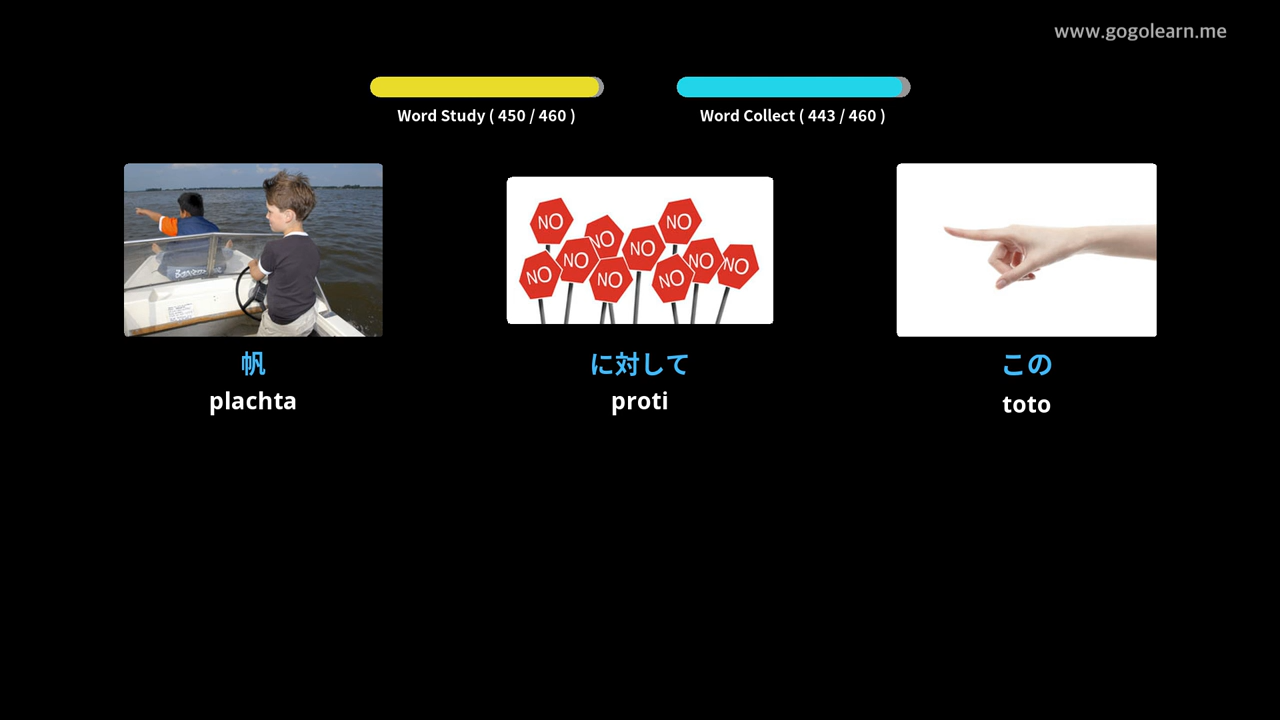 www.gogolearn.me
Word Study ( 450 / 460 )
Word Collect ( 443 / 460 )
NO
NO
NO
NO
NO
NO
NO
NO
NO
NO
帆
plachta
に対して
proti
この
toto